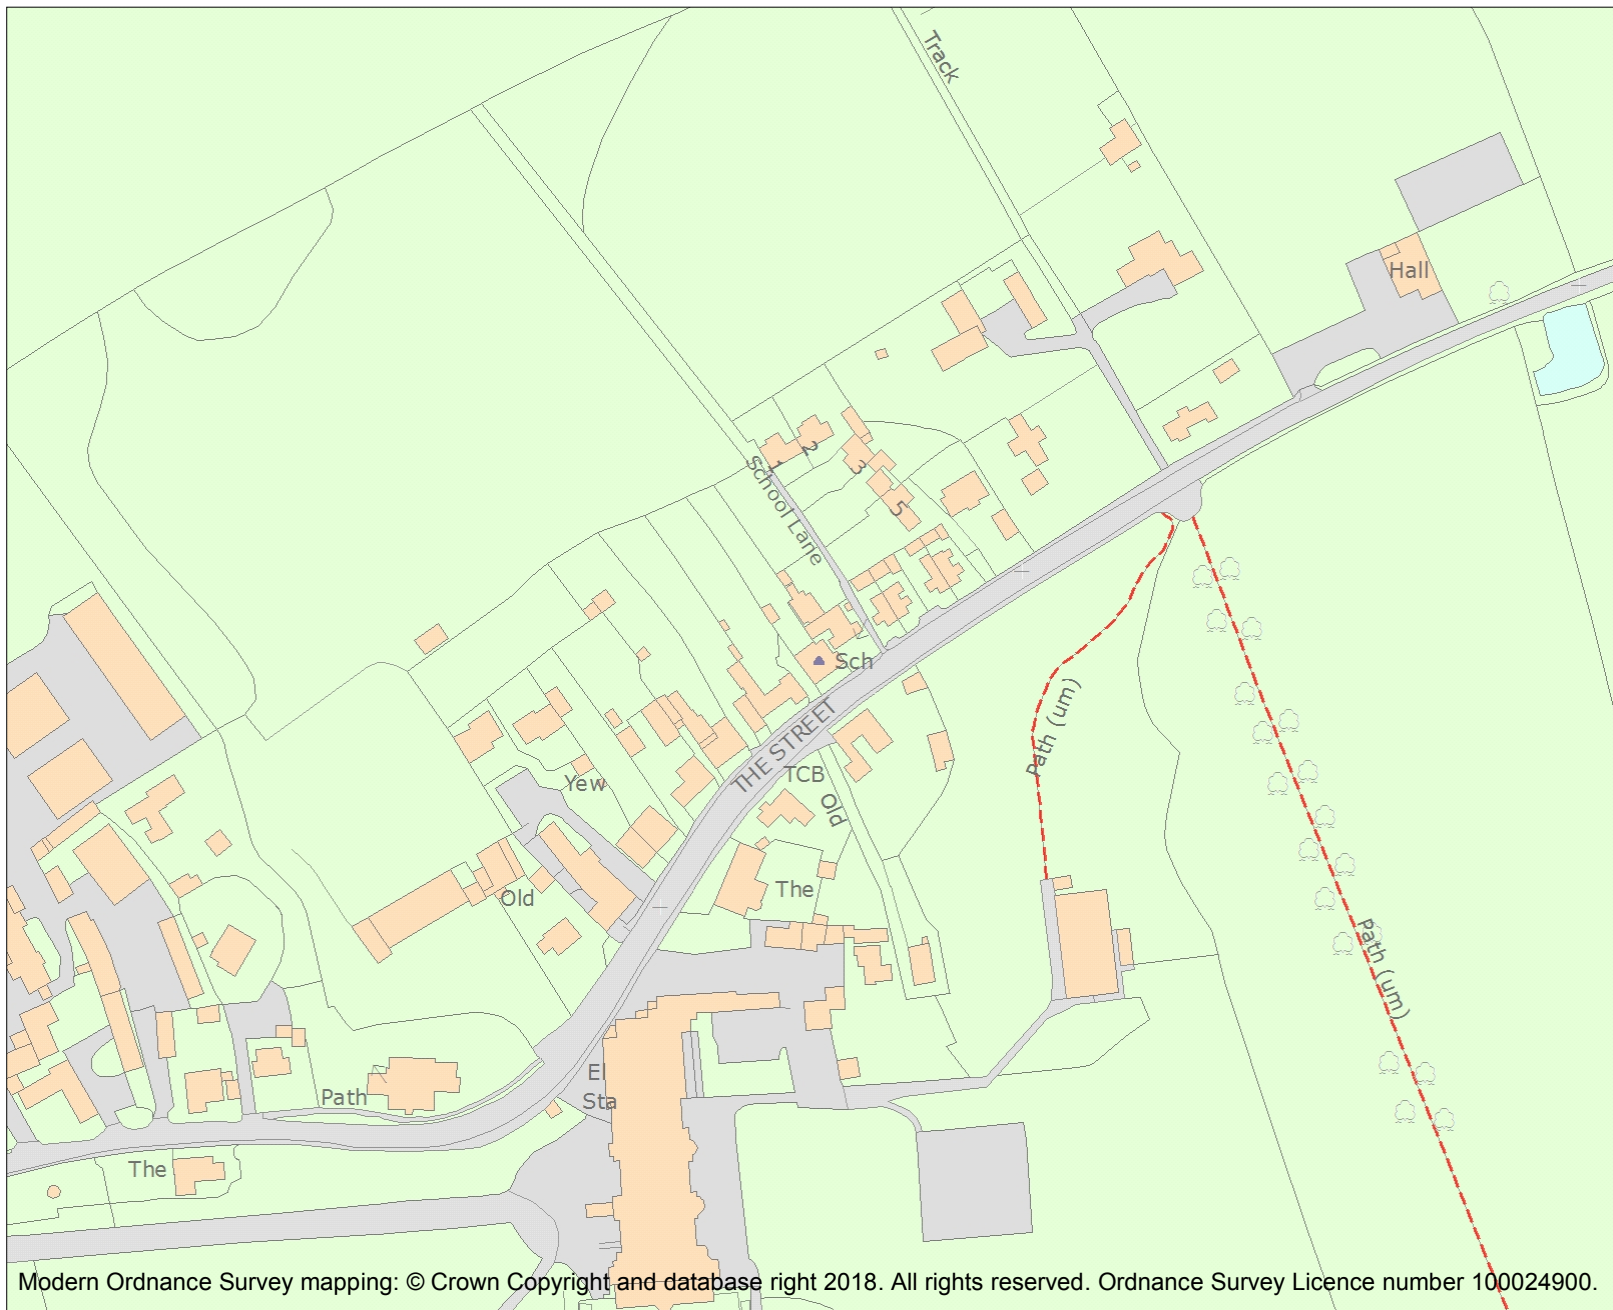 Track
Hall
2
1
3
School Lane
5
Sch
THE STREET
Path (um)
TCB
Yew
Old
The
Old
Path (um)
El
Sta
Path
The
Modern Ordnance Survey mapping: © Crown Copyright and database right 2018. All rights reserved. Ordnance Survey Licence number 100024900.